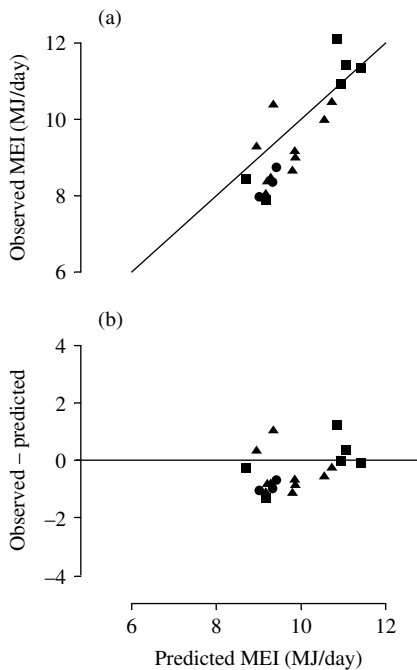 (a)
12
10
8
6
Observed MEI (MJ/day)
(b)
4
2
0
−2
−4
Observed – predicted
6 8 10 12
Predicted MEI (MJ/day)